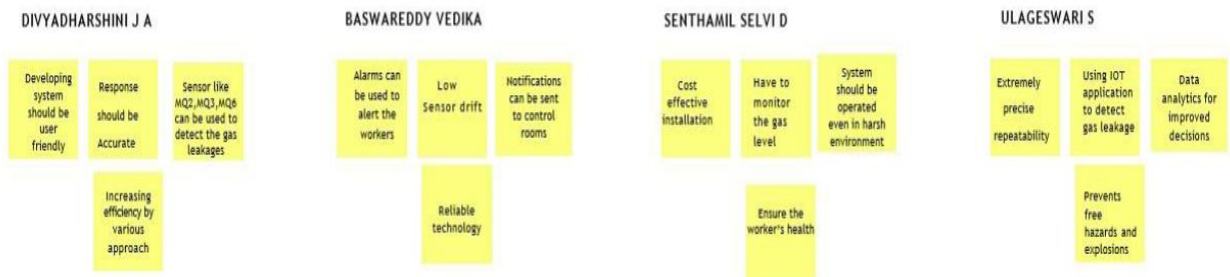 DIVYADHARSHINI J A
Developing
system
should be
user
friendly
Response
should be
Accurate
Sensor like
MQ2,MQ3,MQ6
can be used to
detect the gas
leakages
Increasing
efficiency by
various
approach
BASWAREDDY VEDIKA
Alarms can
be used to
alert the
workers
Low
Sensor drift
Notifications
can be sent
to control
rooms
Reliable
technology
SENTHAMIL SELVI D
Cost
effective
installation
Have to
monitor
the gas
level
System
should be
operated
even in harsh
environment
Ensure the
worker's health
ULAGESWARI S
Extremely
precise
repeatability
Using IOT
application
to detect
gas leakage
Data
analytics for
improved
decisions
Prevents
free
hazards and
explosions